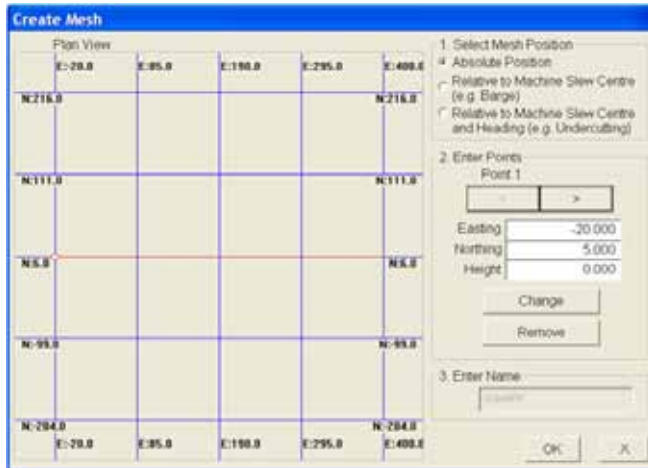 Create Mesh
Plan View
E:-20.0 E:85.0 E:190.0 E:295.0 E:400.0
N:216.0 N:216.0
N:111.0 N:111.0
N:6.0 N:6.0
N:-99.0 N:-99.0
N:-204.0 N:-204.0
E:-20.0 E:85.0 E:190.0 E:295.0 E:400.0
1. Select Mesh Position
Absolute Position
Relative to Machine Slew Centre
(e.g. Barge)
Relative to Machine Slew Centre
and Heading (e.g. Undercutting)
2. Enter Points
Point 1
< >
Easting -20.000
Northing 5.000
Height 0.000
Change
Remove
3. Enter Name
OK X